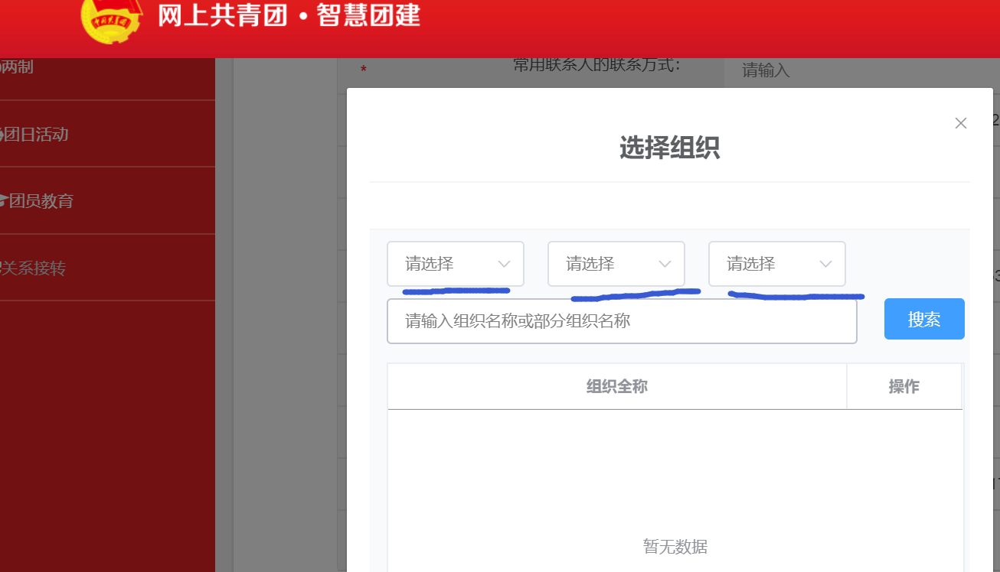 网上共青团·智慧团建
两制
常用联系人的联系方式:
*
请输入
团日活动
选择组织
团员教育
请选择
请选择
请选择
关系接转
请输入组织名称或部分组织名称
搜索
组织全称
操作
暂无数据